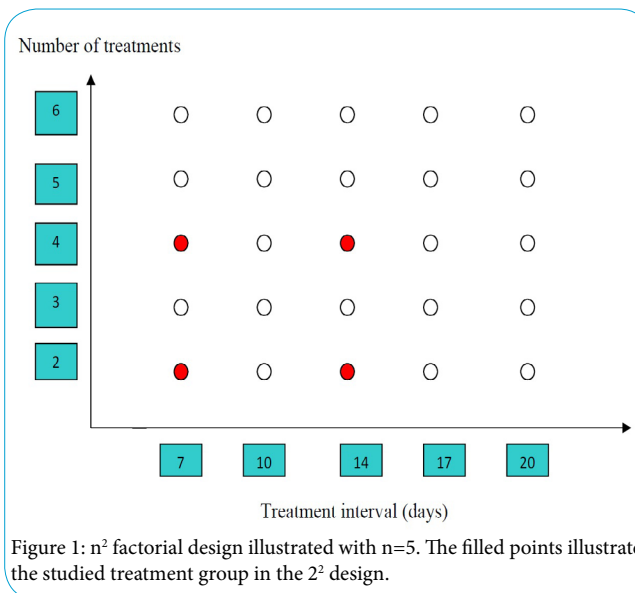 Number of treatments
6
5
4
3
2
7 10 14 17 20
Treatment interval (days)
Figure 1: n² factorial design illustrated with n=5. The filled points illustrate
the studied treatment group in the 2² design.